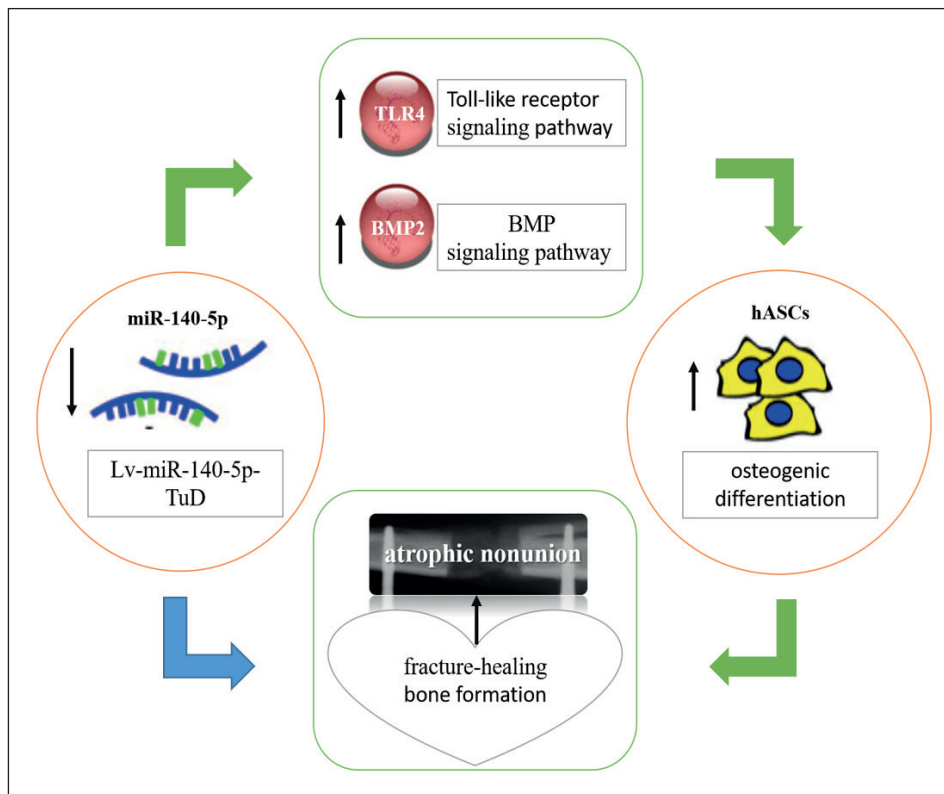 TLR4
Toll-like receptor
signaling pathway
BMP2
BMP
signaling pathway
miR-140-5p
Lv-miR-140-5p-
TuD
hASCs
osteogenic
differentiation
atrophic nonunion
fracture-healing
bone formation